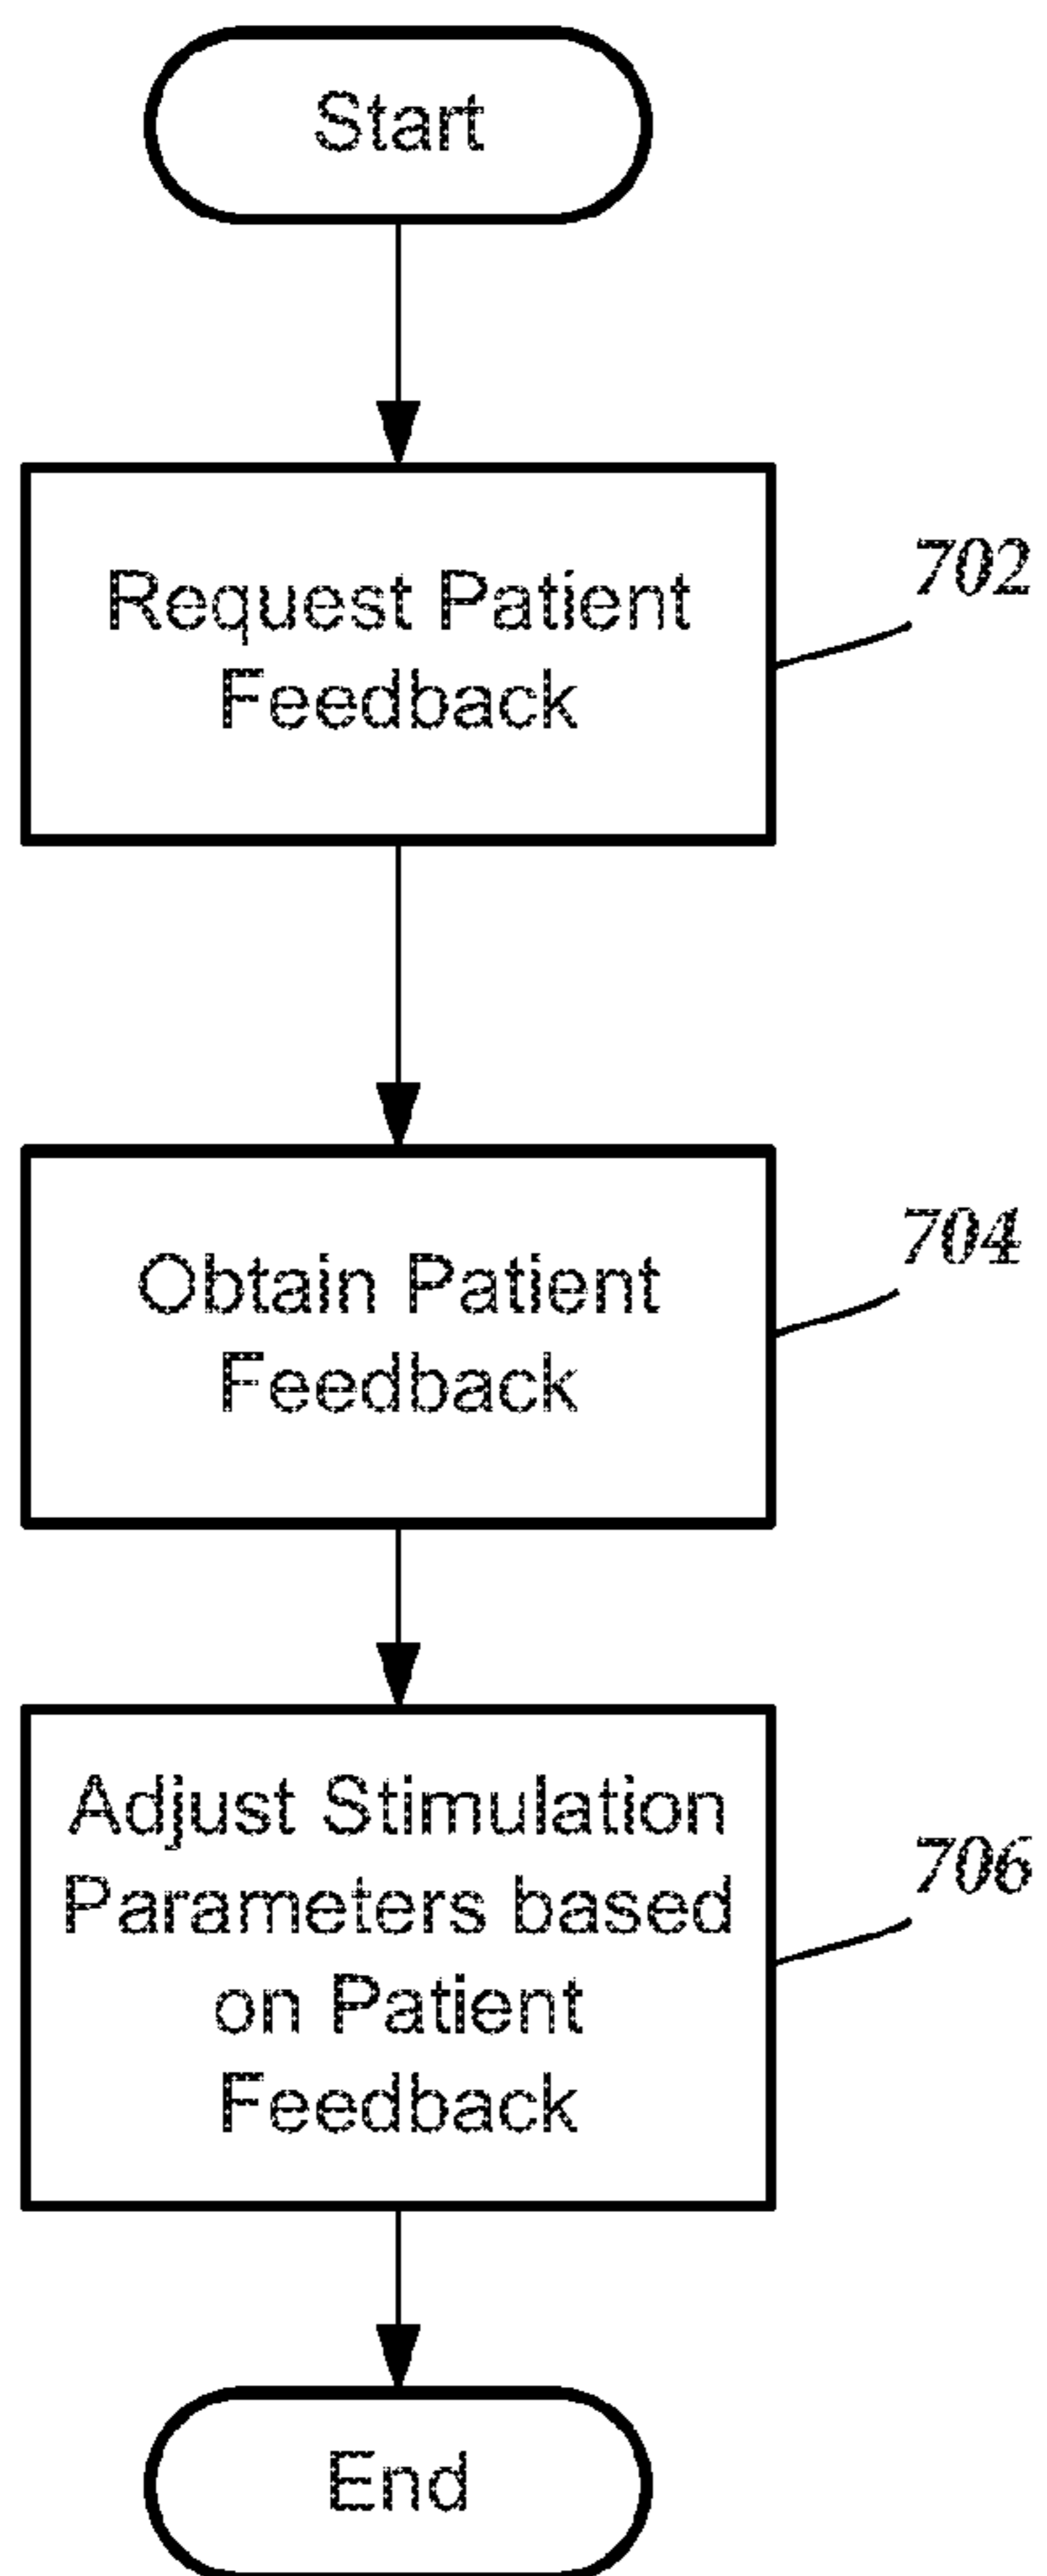 Start
Request Patient
Feedback
702
Obtain Patient
Feedback
704
Adjust Stimulation
Parameters based
on Patient
Feedback
706
End